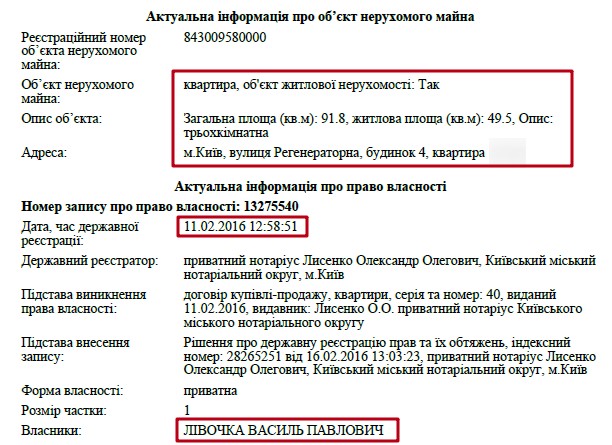 Актуальна інформація про об’єкт нерухомого майна
Реєстраційний номер об’єкта нерухомого майна: 843009580000
Об’єкт нерухомого майна: квартира, об'єкт житлової нерухомості: Так
Опис об’єкта: Загальна площа (кв.м): 91.8, житлова площа (кв.м): 49.5, Опис: трьохкімнатна
Адреса: м.Київ, вулиця Регенераторна, будинок 4, квартира
Актуальна інформація про право власності
Номер запису про право власності: 13275540
Дата, час державної реєстрації: 11.02.2016 12:58:51
Державний реєстратор: приватний нотаріус Лисенко Олександр Олегович, Київський міський нотаріальний округ, м.Київ
Підстава виникнення права власності: договір купівлі-продажу, квартири, серія та номер: 40, виданий 11.02.2016, видавник: Лисенко О.О. приватний нотаріус Київського міського нотаріального округу
Підстава внесення запису: Рішення про державну реєстрацію прав та їх обтяжень, індексний номер: 28265251 від 16.02.2016 13:03:23, приватний нотаріус Лисенко Олександр Олегович, Київський міський нотаріальний округ, м.Київ
Форма власності: приватна
Розмір частки: 1
Власники: ЛІВОЧКА ВАСИЛЬ ПАВЛОВИЧ